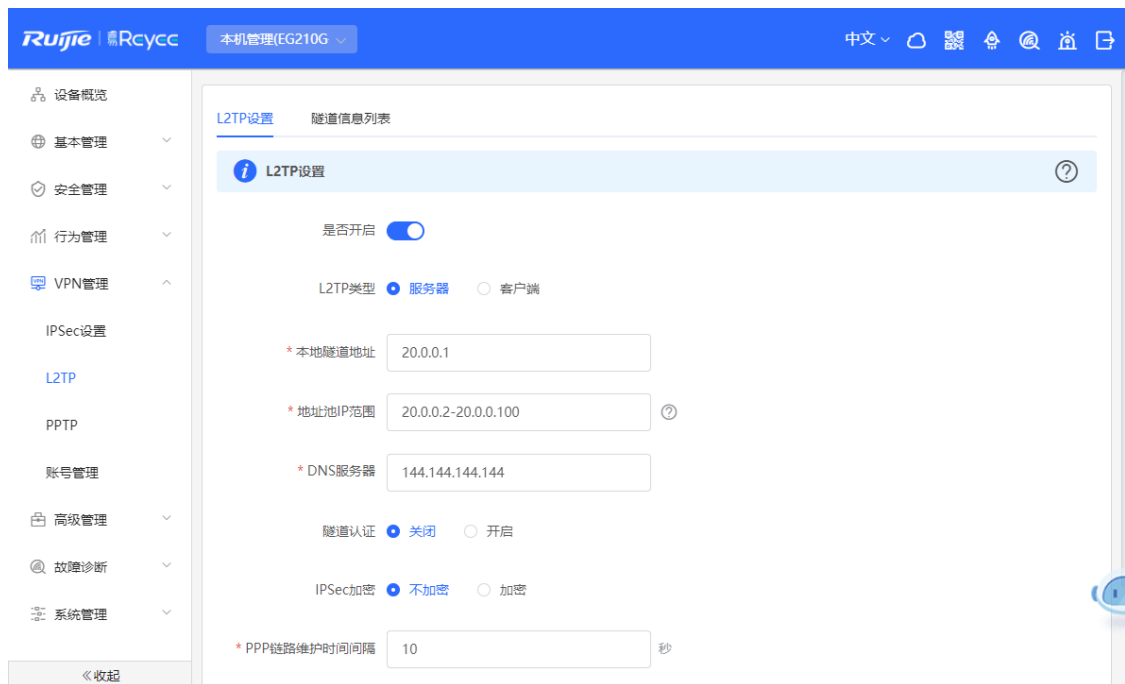 Ruijie | 睿易Rcycc 本机管理(EG210G 中文
设备概览
基本管理
安全管理
行为管理
VPN VPN管理
IPSec设置
L2TP
PPTP
账号管理
高级管理
故障诊断
系统管理
《收起
L2TP设置 隧道信息列表
i L2TP设置 ?
是否开启
L2TP类型 服务器 客户端
* 本地隧道地址 20.0.0.1
* 地址池IP范围 20.0.0.2-20.0.0.100 ?
* DNS服务器 144.144.144.144
隧道认证 关闭 开启
IPSec加密 不加密 加密
* PPP链路维护时间间隔 10 秒